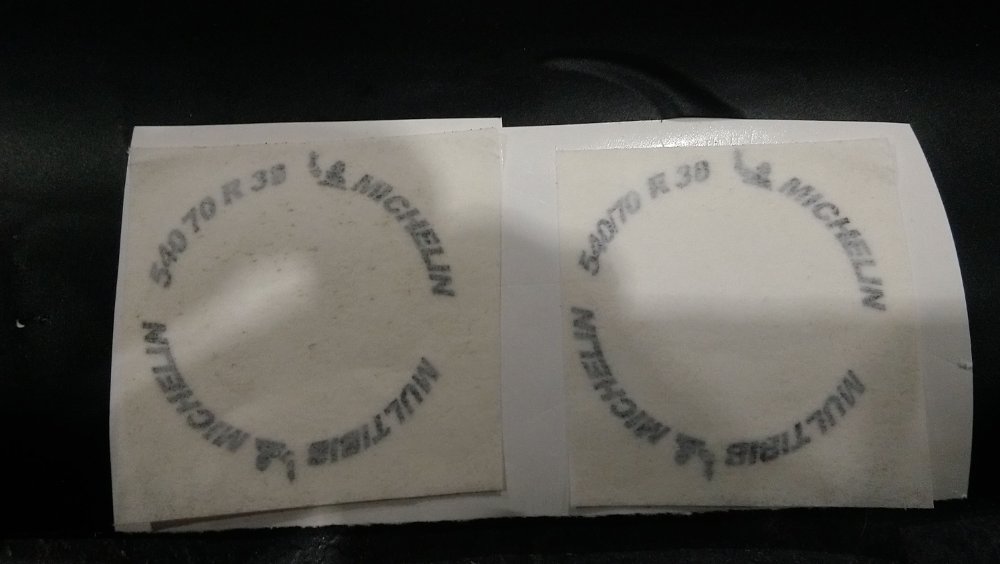 540 70 R 38
MICHELIN
MULTIBIB
MICHELIN
540/70 R 38
MICHELIN
MULTIBIB
MICHELIN